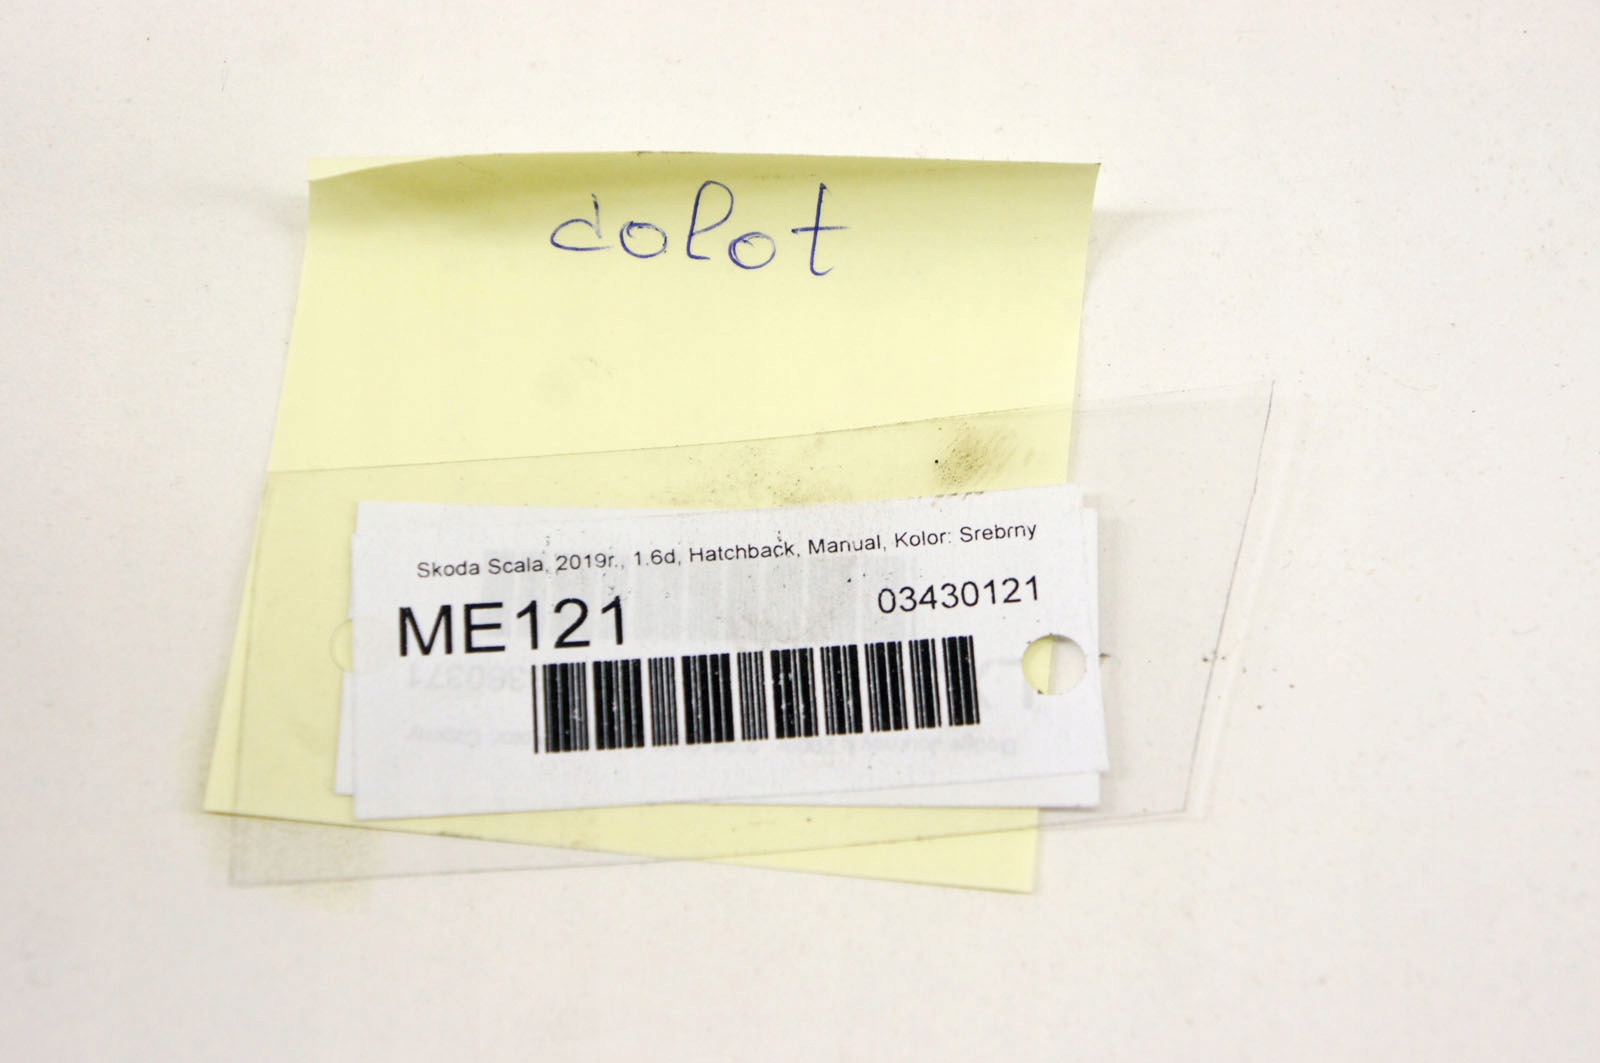 dolot
Skoda Scala, 2019r., 1.6d, Hatchback, Manual, Kolor: Srebrny
ME121
03430121